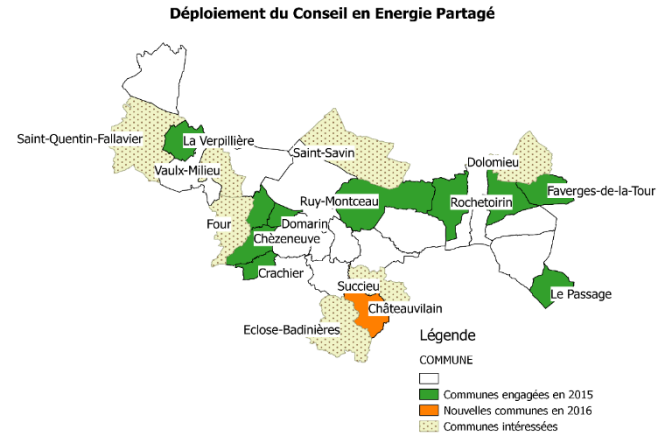 Déploiement du Conseil en Energie Partagé
Saint-Quentin-Fallavier
La Verpillière
Vaulx-Milieu
Saint-Savin
Dolomieu
Faverges-de-la-Tour
Ruy-Montceau
Rochetoirin
Four
Domarin
Chèzeneuve
Crachier
Succieu
Le Passage
Châteauvilain
Eclose-Badinières
Légende
COMMUNE
Communes engagées en 2015
Nouvelles communes en 2016
Communes intéressées